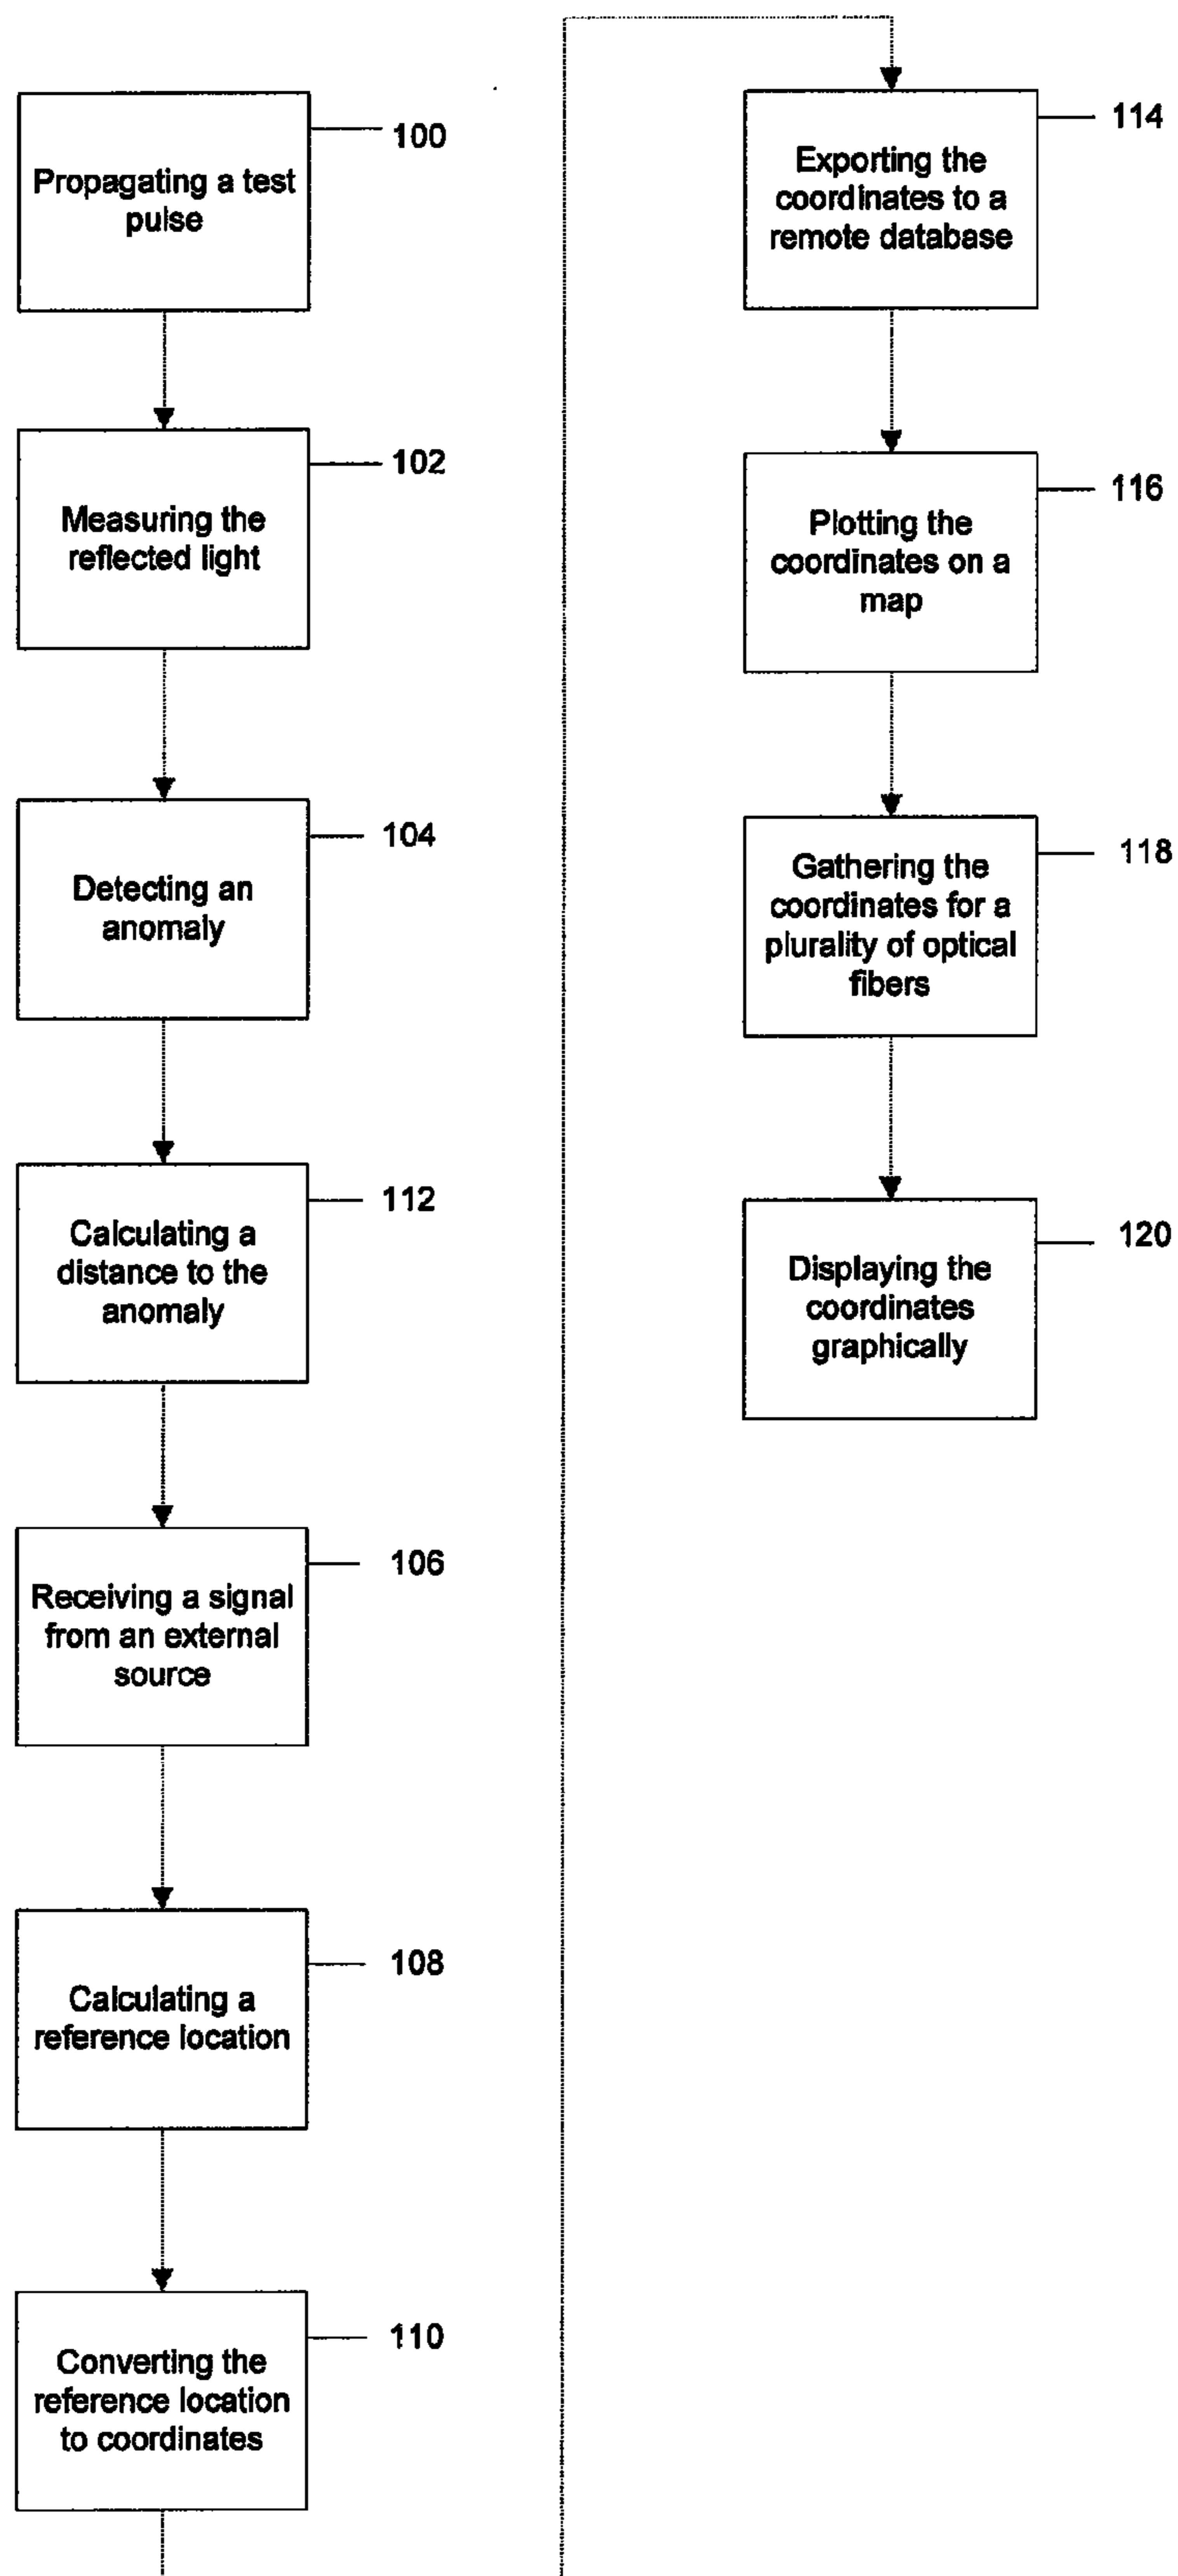 Propagating a test
pulse
100
Measuring the
reflected light
102
Detecting an
anomaly
104
Calculating a
distance to the
anomaly
112
Receiving a signal
from an external
source
106
Calculating a
reference location
108
Converting the
reference location
to coordinates
110
Exporting the
coordinates to a
remote database
114
Plotting the
coordinates on a
map
116
Gathering the
coordinates for a
plurality of optical
fibers
118
Displaying the
coordinates
graphically
120